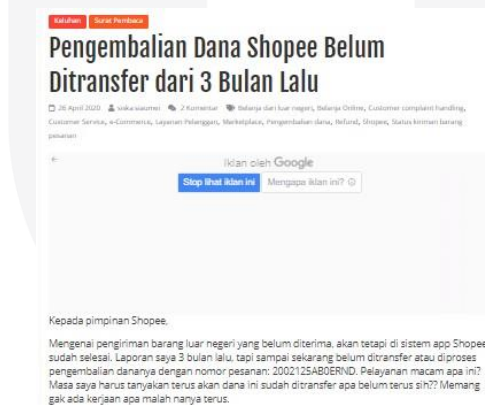 Keluhan Surat Pembaca
Pengembalian Dana Shopee Belum
Ditransfer dari 3 Bulan Lalu
26 April 2020 siska siaumei 2 Komentar Belanja dari luar negeri, Belanja Online, Customer complaint handling,
Customer Service, e-Commerce, Layanan Pelanggan, Marketplace, Pengembalian dana, Refund, Shopee, Status kiriman barang
pesanan
Iklan oleh Google
Stop lihat iklan ini Mengapa iklan ini?
Kepada pimpinan Shopee,
Mengenai pengiriman barang luar negeri yang belum diterima, akan tetapi di sistem app Shopee
sudah selesai. Laporan saya 3 bulan lalu, tapi sampai sekarang belum ditransfer atau diproses
pengembalian dananya dengan nomor pesanan: 2002125AB0ERND. Pelayanan macam apa ini?
Masa saya harus tanyakan terus akan dana ini sudah ditransfer apa belum terus sih?? Memang
gak ada kerjaan apa malah nanya terus.